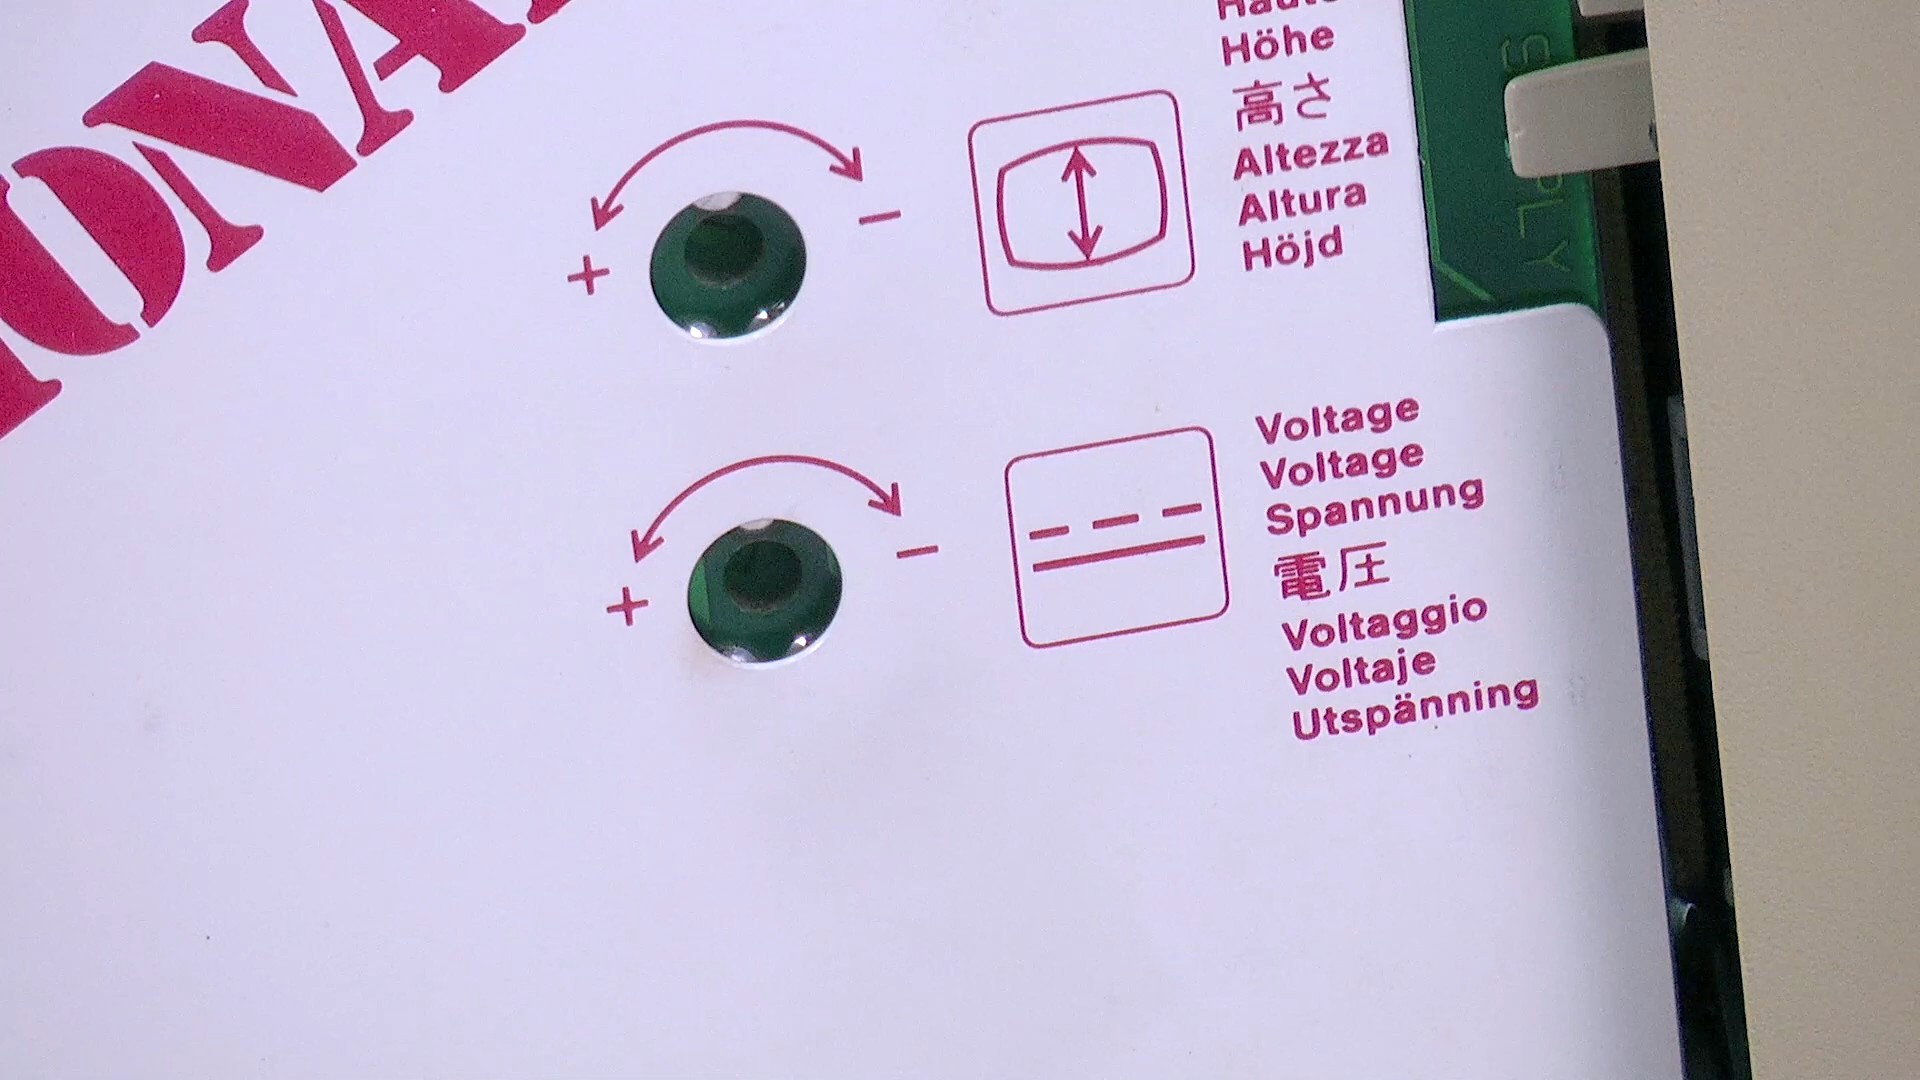 Höhe
高さ
Altezza
Altura
Höjd
+ −
Voltage
Voltage
Spannung
電圧
Voltaggio
Voltaje
Utspänning
+ −